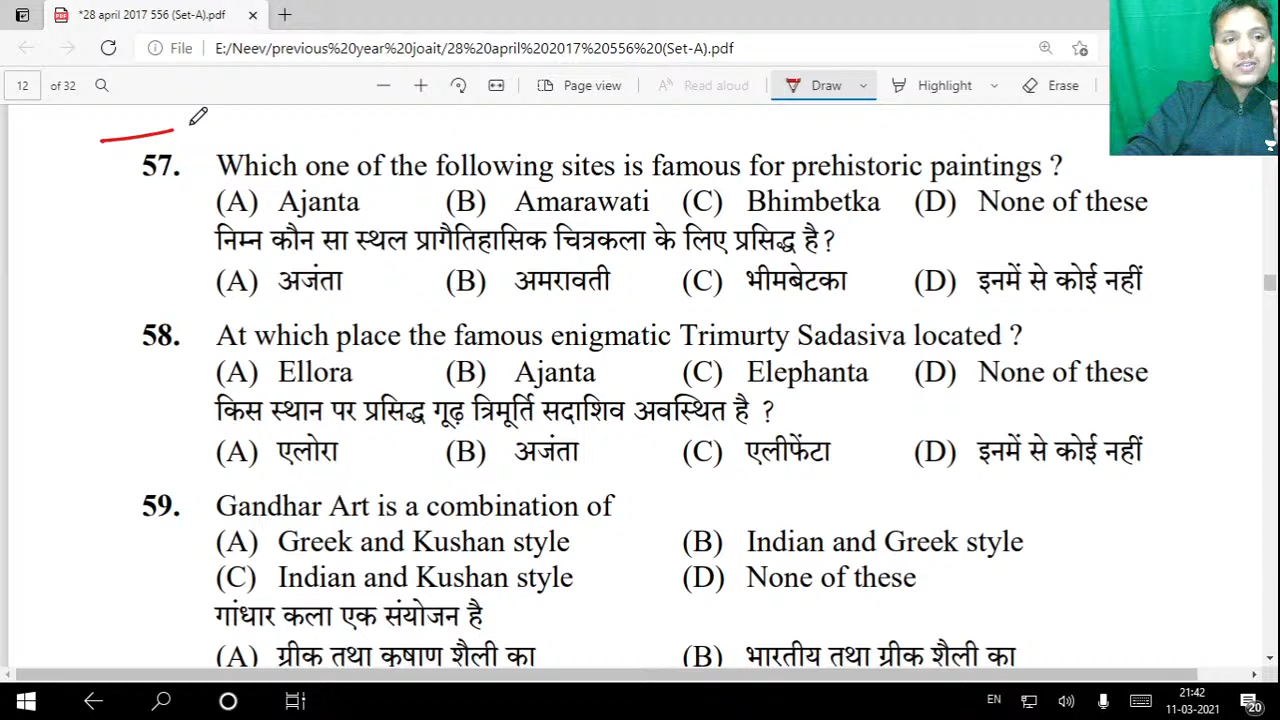 *28 april 2017 556 (Set-A).pdf
File E:/Neev/previous%20year%20joait/28%20april%202017%20556%20(Set-A).pdf
12 of 32 Page view Read aloud Draw Highlight Erase
57. Which one of the following sites is famous for prehistoric paintings ?
(A) Ajanta (B) Amarawati (C) Bhimbetka (D) None of these
निम्न कौन सा स्थल प्रागैतिहासिक चित्रकला के लिए प्रसिद्ध है?
(A) अजंता (B) अमरावती (C) भीमबेटका (D) इनमें से कोई नहीं
58. At which place the famous enigmatic Trimurty Sadasiva located ?
(A) Ellora (B) Ajanta (C) Elephanta (D) None of these
किस स्थान पर प्रसिद्ध गूढ़ त्रिमूर्ति सदाशिव अवस्थित है ?
(A) एलोरा (B) अजंता (C) एलीफेंटा (D) इनमें से कोई नहीं
59. Gandhar Art is a combination of
(A) Greek and Kushan style (B) Indian and Greek style
(C) Indian and Kushan style (D) None of these
गांधार कला एक संयोजन है
(A) ग्रीक तथा कुषाण शैली का (B) भारतीय तथा ग्रीक शैली का
EN 21:42
11-03-2021 20